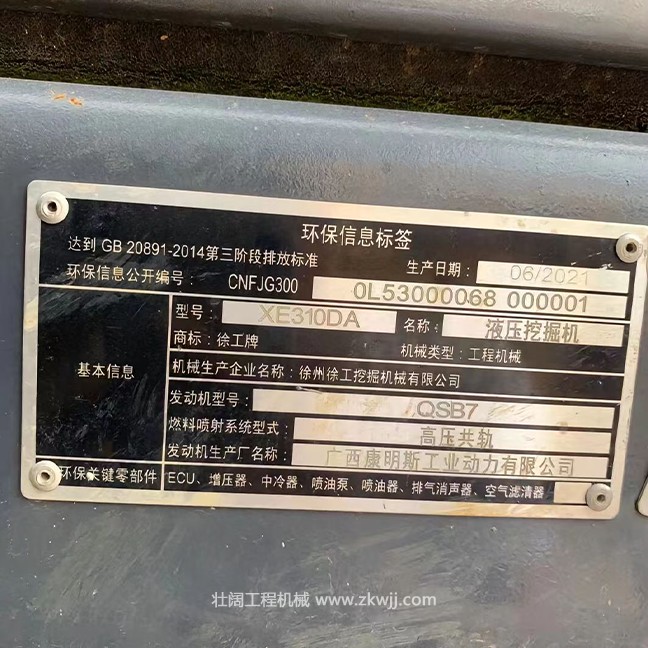 环保信息标签
达到 GB 20891-2014第三阶段排放标准
生产日期: 06/2021
环保信息公开编号: CNFJG300 0L53000068 000001
基本信息
型号: XE310DA 名称: 液压挖掘机
商标: 徐工牌 机械类型: 工程机械
机械生产企业名称: 徐州徐工挖掘机械有限公司
发动机型号: QSB7
燃料喷射系统型式: 高压共轨
发动机生产厂名称: 广西康明斯工业动力有限公司
环保关键零部件 ECU、增压器、中冷器、喷油泵、喷油器、排气消声器、空气滤清器
壮阔工程机械 www.zkwjj.com